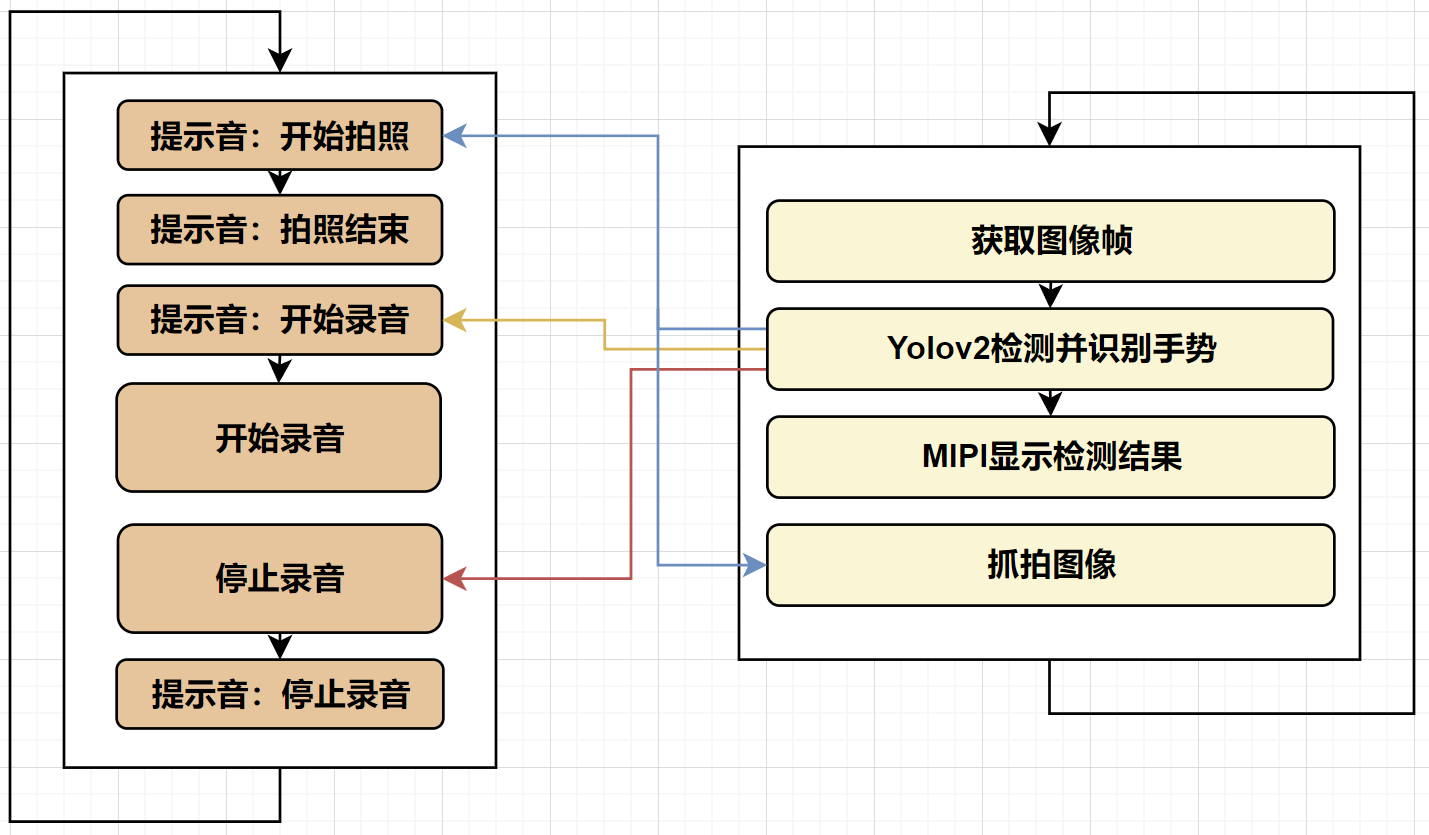 提示音：开始拍照
提示音：拍照结束
提示音：开始录音
开始录音
停止录音
提示音：停止录音
获取图像帧
Yolov2检测并识别手势
MIPI显示检测结果
抓拍图像